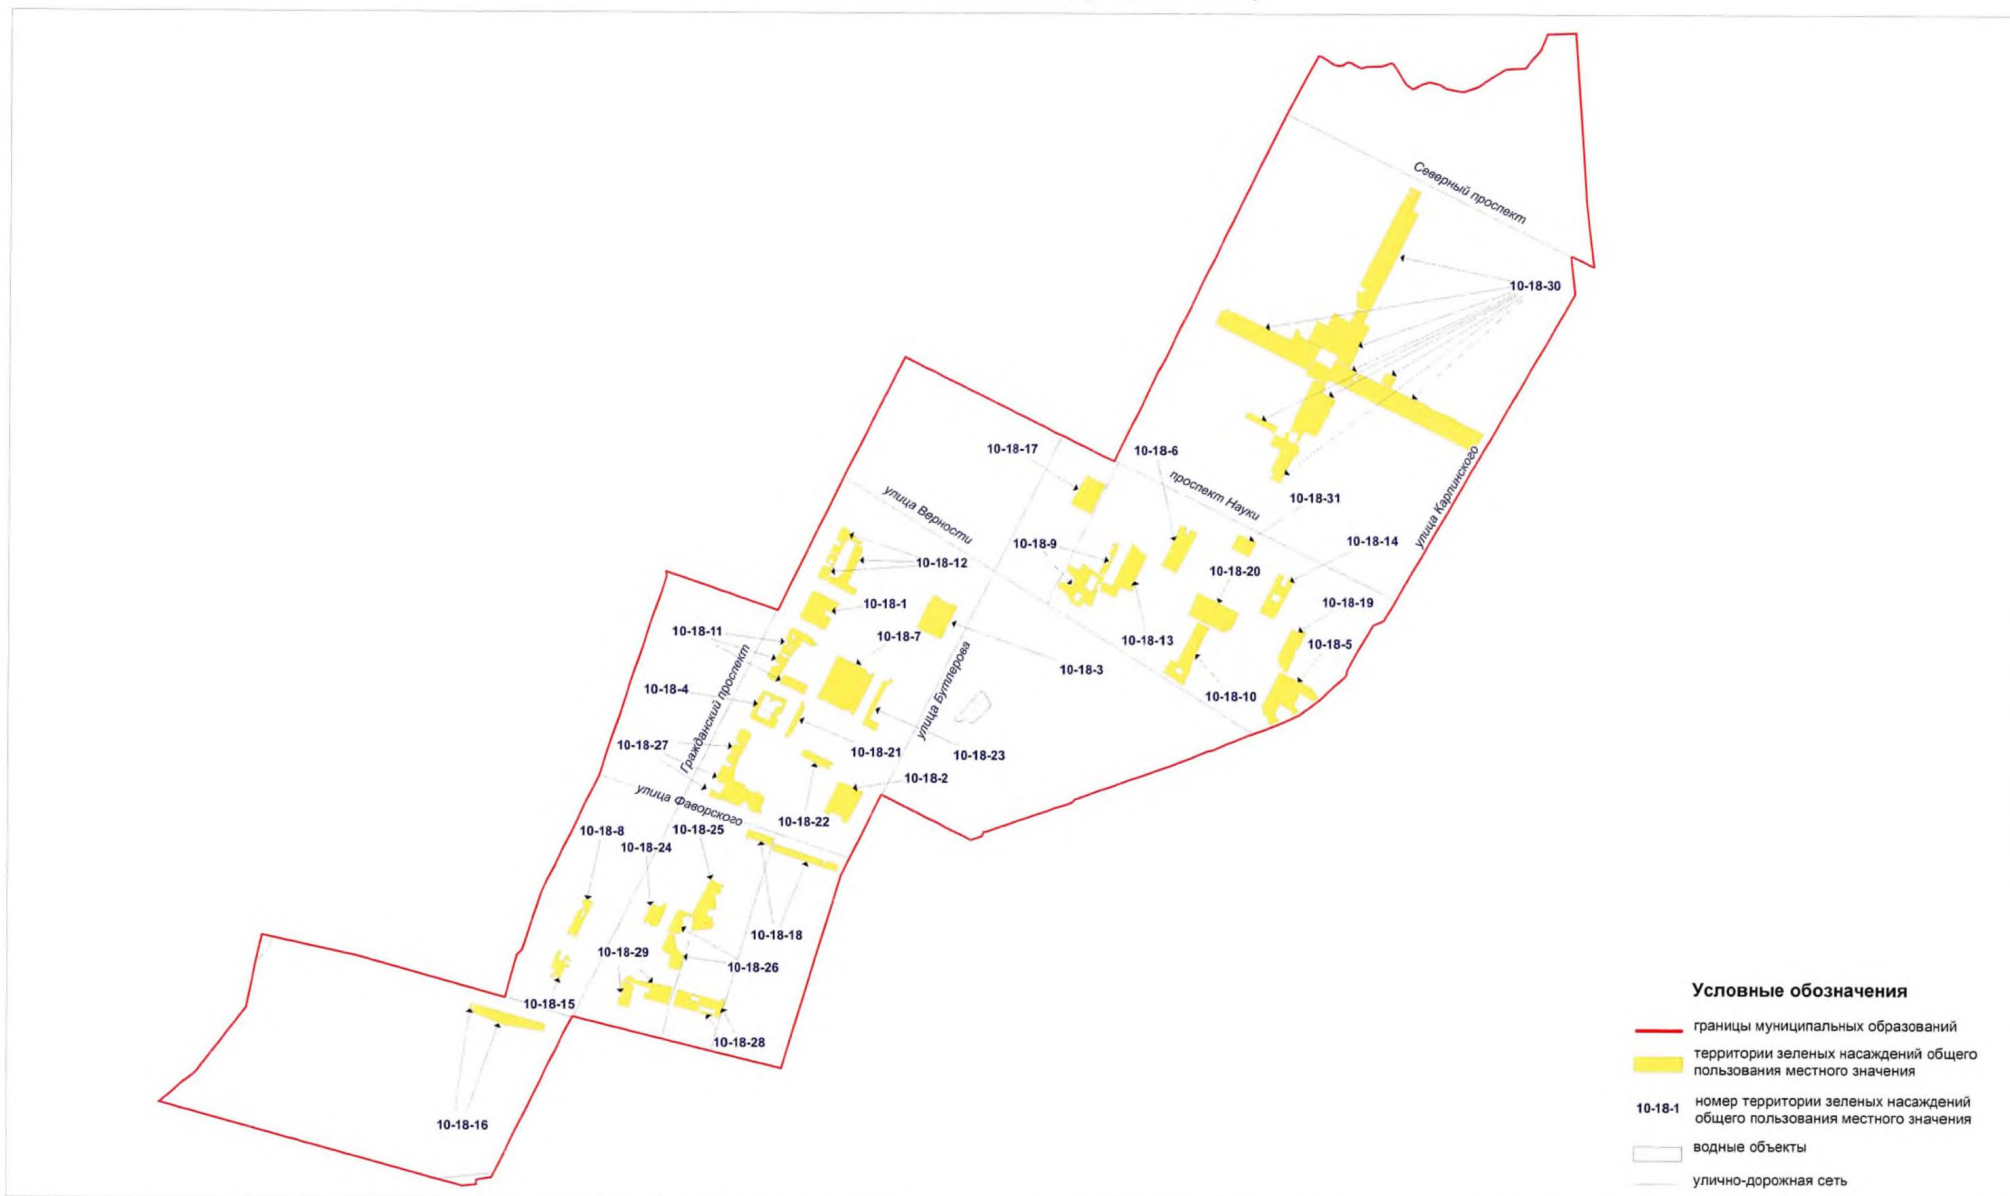 Северный проспект
10-18-30
10-18-17
10-18-6
проспект Науки
10-18-31
улица Карпинского
улица Верности
10-18-9
10-18-14
10-18-12
10-18-20
10-18-1
10-18-19
10-18-11
10-18-7
10-18-13
10-18-5
10-18-3
10-18-4
10-18-10
Гражданский проспект
улица Бутлерова
10-18-27
10-18-21
10-18-23
10-18-2
улица Фаворского
10-18-22
10-18-8
10-18-25
10-18-24
10-18-18
10-18-29
10-18-26
10-18-15
10-18-28
10-18-16
Условные обозначения
границы муниципальных образований
территории зеленых насаждений общего
пользования местного значения
10-18-1 номер территории зеленых насаждений
общего пользования местного значения
водные объекты
улично-дорожная сеть